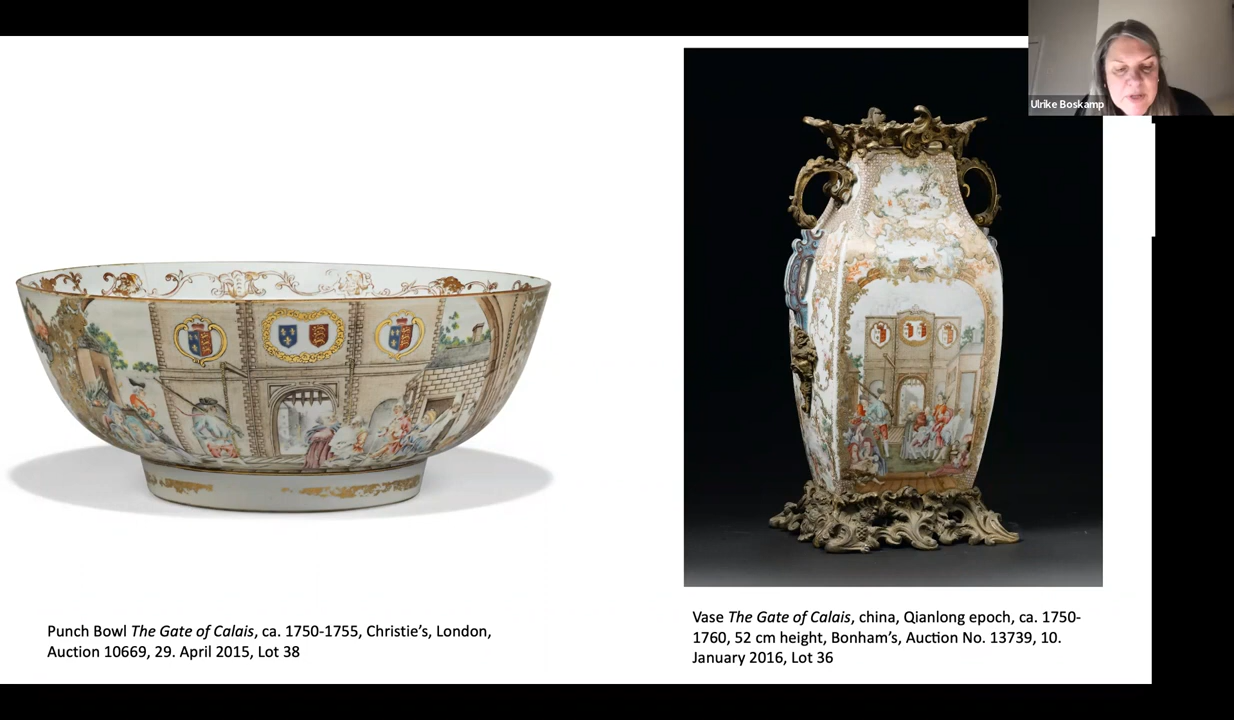 Ulrike Boskamp
Punch Bowl The Gate of Calais, ca. 1750-1755, Christie's, London,
Auction 10669, 29. April 2015, Lot 38
Vase The Gate of Calais, china, Qianlong epoch, ca. 1750-
1760, 52 cm height, Bonham's, Auction No. 13739, 10.
January 2016, Lot 36